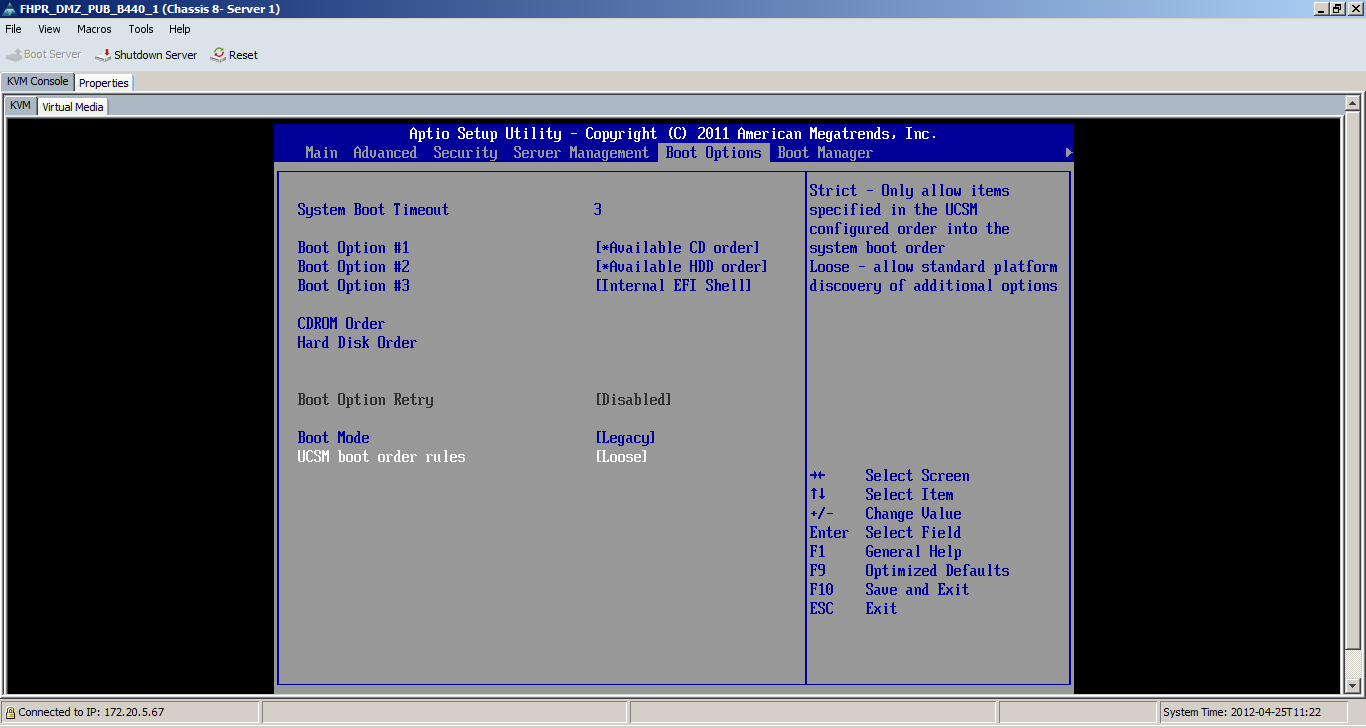 FHPR_DMZ_PUB_B440_1 (Chassis 8- Server 1)
File View Macros Tools Help
Boot Server Shutdown Server Reset
KVM Console Properties
KVM Virtual Media
Aptio Setup Utility - Copyright (C) 2011 American Megatrends, Inc.
Main Advanced Security Server Management Boot Options Boot Manager
System Boot Timeout 3
Boot Option #1 [*Available CD order]
Boot Option #2 [*Available HDD order]
Boot Option #3 [Internal EFI Shell]
CDROM Order
Hard Disk Order
Boot Option Retry [Disabled]
Boot Mode [Legacy]
UCSM boot order rules [Loose]
Strict - Only allow items
specified in the UCSM
configured order into the
system boot order
Loose - allow standard platform
discovery of additional options
→← Select Screen
↑↓ Select Item
+/- Change Value
Enter Select Field
F1 General Help
F9 Optimized Defaults
F10 Save and Exit
ESC Exit
Connected to IP: 172.20.5.67
System Time: 2012-04-25T11:22